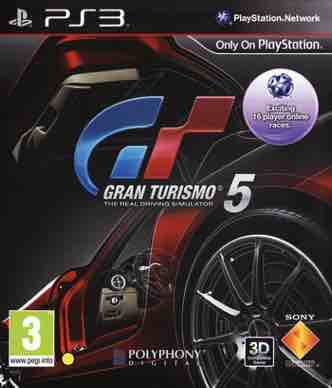 PS3
PlayStation®Network
Only On PlayStation®
Exciting
16 player online
races.
GRAN TURISMO® 5
THE REAL DRIVING SIMULATOR
3
www.pegi.info
POLYPHONY
DIGITAL
3D
SONY